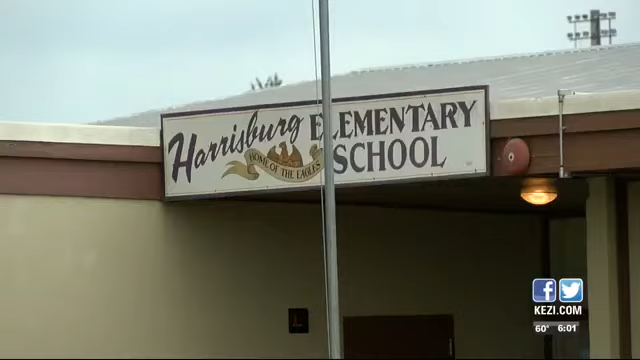 Harrisburg ELEMENTARY
HOME OF THE EAGLES
SCHOOL
KEZI.COM
60° 6:01